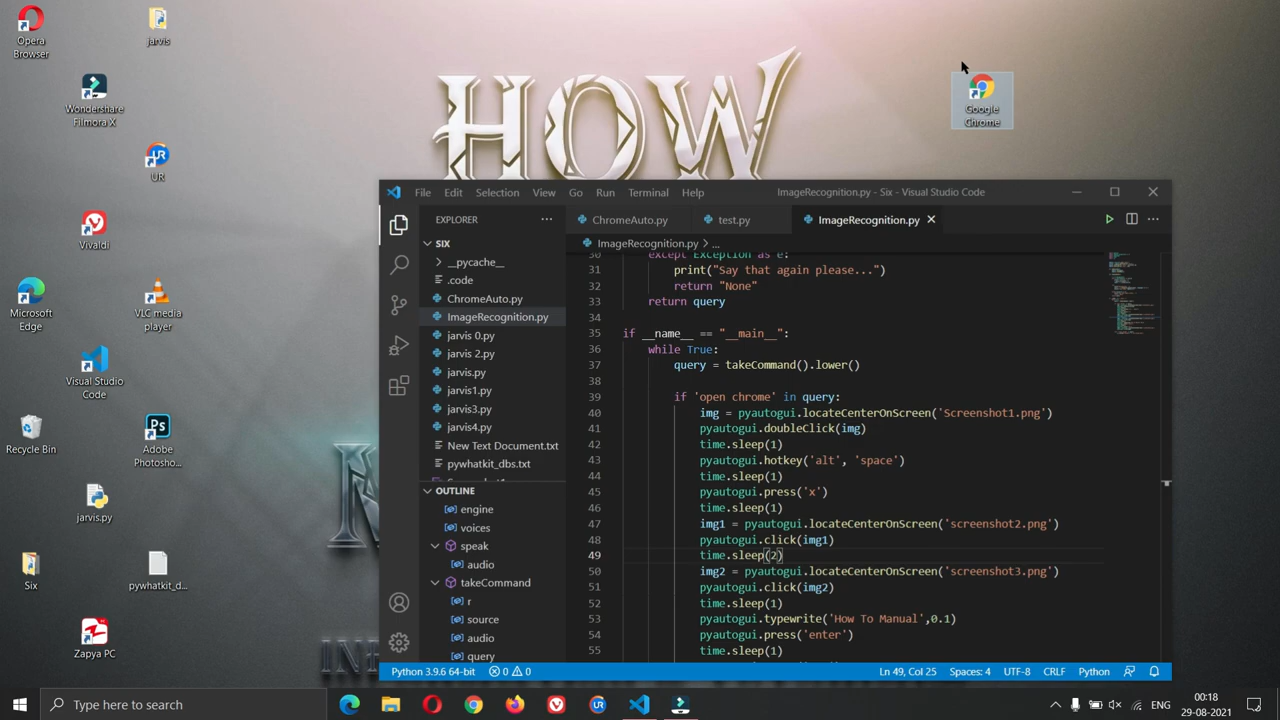 Opera
Browser
jarvis
Wondershare
Filmora X
UR
Vivaldi
Microsoft
Edge
VLC media
player
Visual Studio
Code
Recycle Bin
Adobe
Photosho...
jarvis.py
Six
pywhatkit_d...
Zapya PC
HOW
Google
Chrome
File Edit Selection View Go Run Terminal Help
ImageRecognition.py - Six - Visual Studio Code
EXPLORER
ChromeAuto.py
test.py
ImageRecognition.py
ImageRecognition.py > ...
SIX
__pycache__
.code
ChromeAuto.py
ImageRecognition.py
jarvis 0.py
jarvis 2.py
jarvis.py
jarvis1.py
jarvis3.py
jarvis4.py
New Text Document.txt
pywhatkit_dbs.txt
OUTLINE
engine
voices
speak
audio
takeCommand
r
source
audio
query
30 except Exception as e:
31 print("Say that again please...")
32 return "None"
33 return query
34
35 if __name__ == "__main__":
36 while True:
37 query = takeCommand().lower()
38
39 if 'open chrome' in query:
40 img = pyautogui.locateCenterOnScreen('Screenshot1.png')
41 pyautogui.doubleClick(img)
42 time.sleep(1)
43 pyautogui.hotkey('alt', 'space')
44 time.sleep(1)
45 pyautogui.press('x')
46 time.sleep(1)
47 img1 = pyautogui.locateCenterOnScreen('screenshot2.png')
48 pyautogui.click(img1)
49 time.sleep(2)
50 img2 = pyautogui.locateCenterOnScreen('screenshot3.png')
51 pyautogui.click(img2)
52 time.sleep(1)
53 pyautogui.typewrite('How To Manual',0.1)
54 pyautogui.press('enter')
55 time.sleep(1)
Python 3.9.6 64-bit 0 0
Ln 49, Col 25 Spaces: 4 UTF-8 CRLF Python
Type here to search
ENG
00:18
29-08-2021